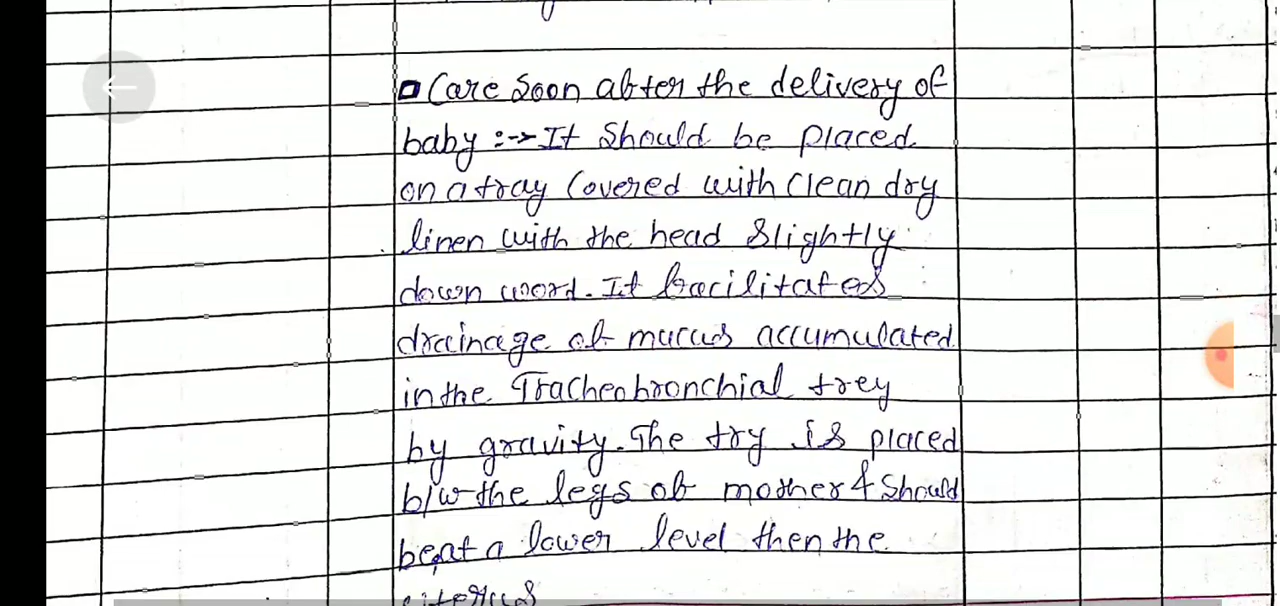 Care Soon after the delivery of
baby :-> It Should be placed
on a tray Covered with Clean dry
linen with the head Slightly
down word. It facilitates
drainage of mucus accumulated
in the Tracheobronchial trey
by gravity. The try is placed
b/w the legs of mother & Should
be at a lower level then the
uterus